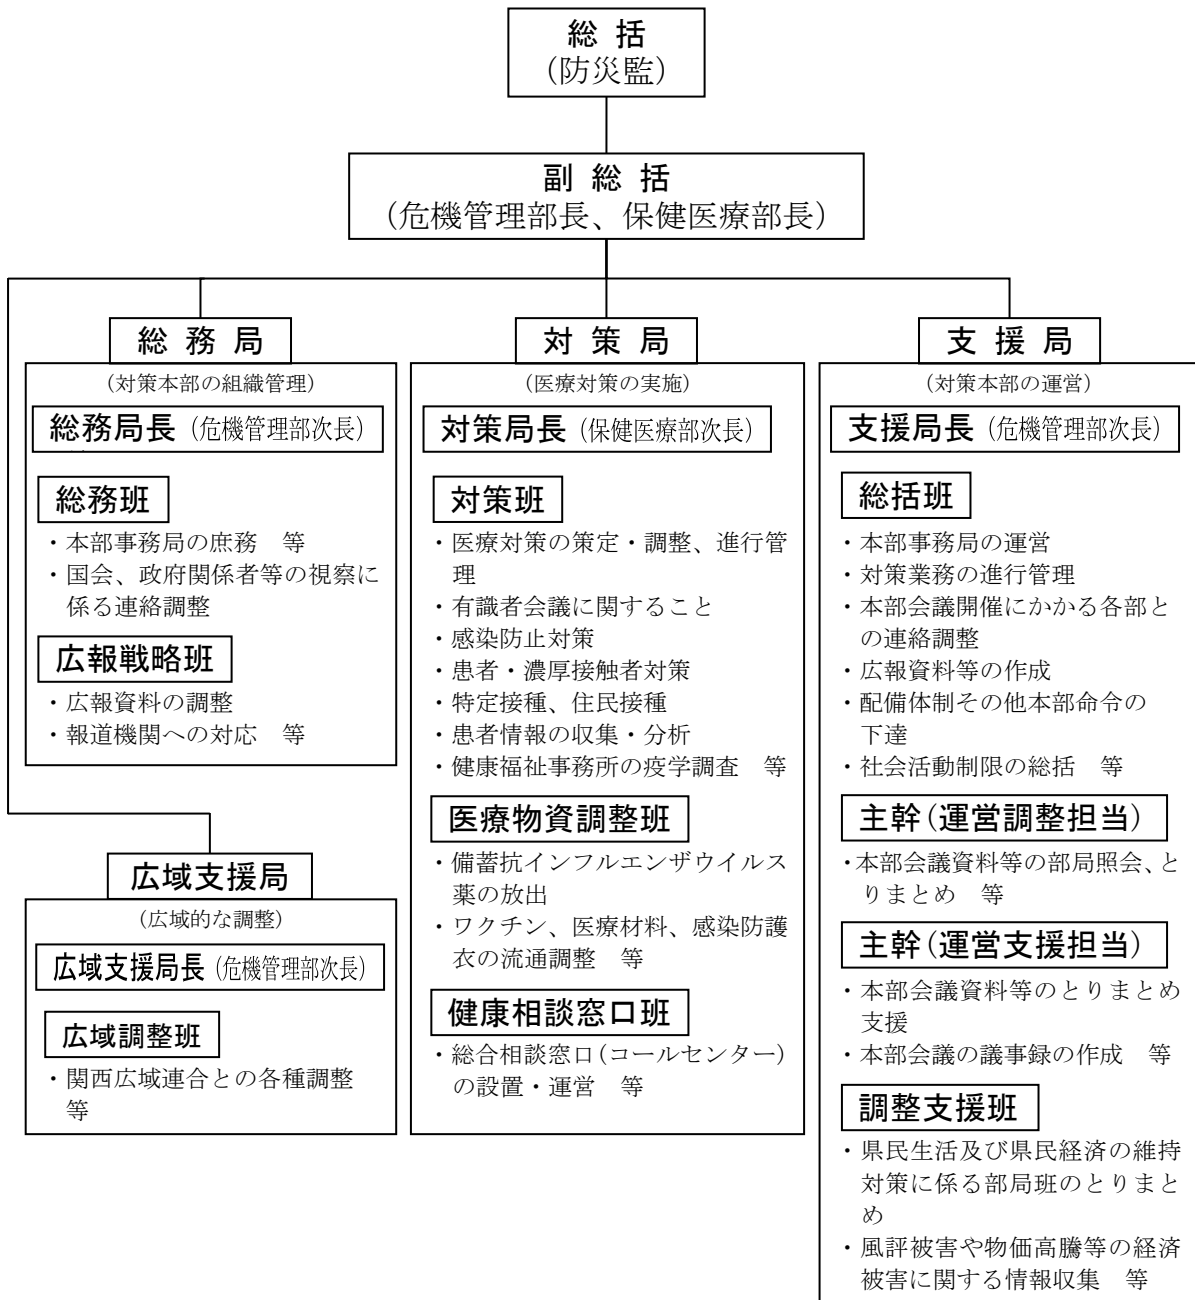 総括
(防災監)
副総括
(危機管理部長、保健医療部長)
総務局
(対策本部の組織管理)
総務局長 (危機管理部次長)
総務班
・本部事務局の庶務　等
・国会、政府関係者等の視察に
係る連絡調整
広報戦略班
・広報資料の調整
・報道機関への対応　等
広域支援局
(広域的な調整)
広域支援局長 (危機管理部次長)
広域調整班
・関西広域連合との各種調整
等
対策局
(医療対策の実施)
対策局長 (保健医療部次長)
対策班
・医療対策の策定・調整、進行管
理
・有識者会議に関すること
・感染防止対策
・患者・濃厚接触者対策
・特定接種、住民接種
・患者情報の収集・分析
・健康福祉事務所の疫学調査　等
医療物資調整班
・備蓄抗インフルエンザウイルス
薬の放出
・ワクチン、医療材料、感染防護
衣の流通調整　等
健康相談窓口班
・総合相談窓口(コールセンター)
の設置・運営　等
支援局
(対策本部の運営)
支援局長 (危機管理部次長)
総括班
・本部事務局の運営
・対策業務の進行管理
・本部会議開催にかかる各部と
の連絡調整
・広報資料等の作成
・配備体制その他本部命令の
下達
・社会活動制限の総括　等
主幹(運営調整担当)
・本部会議資料等の部局照会、と
りまとめ　等
主幹(運営支援担当)
・本部会議資料等のとりまとめ
支援
・本部会議の議事録の作成　等
調整支援班
・県民生活及び県民経済の維持
対策に係る部局班のとりまと
め
・風評被害や物価高騰等の経済
被害に関する情報収集　等